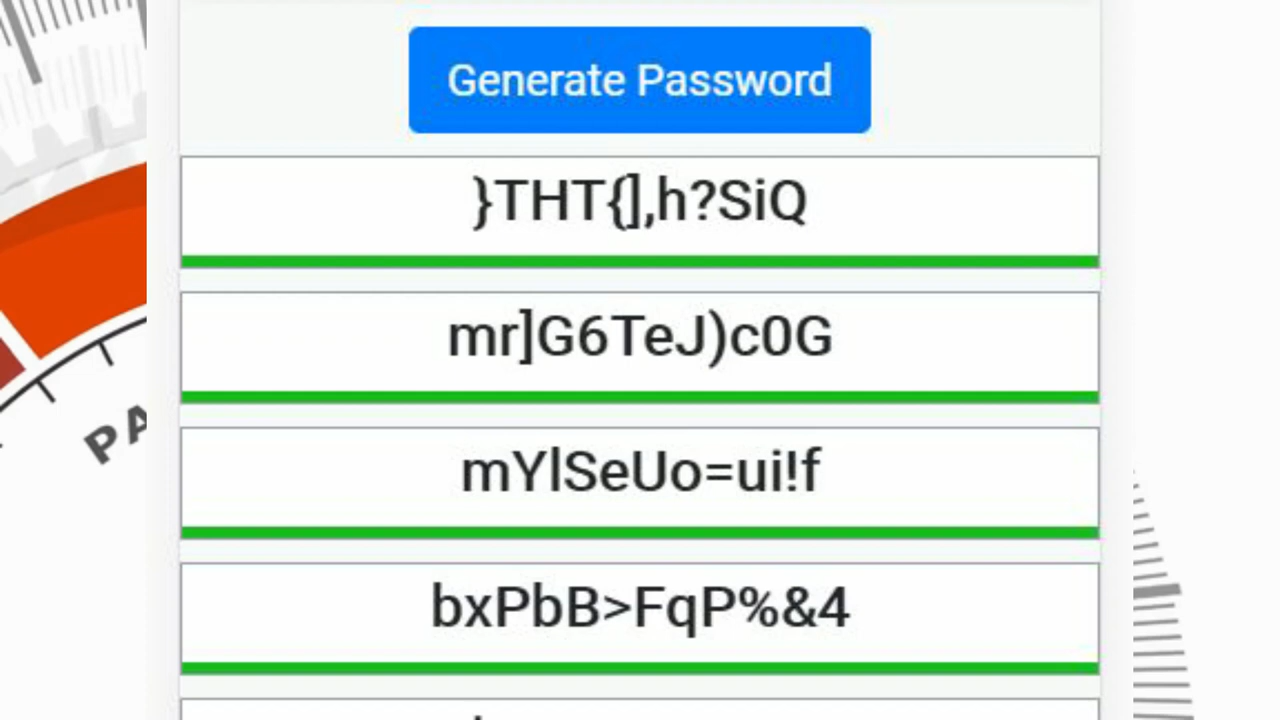 Generate Password
}THT{],h?SiQ
mr]G6TeJ)c0G
mYlSeUo=ui!f
bxPbB>FqP%&4